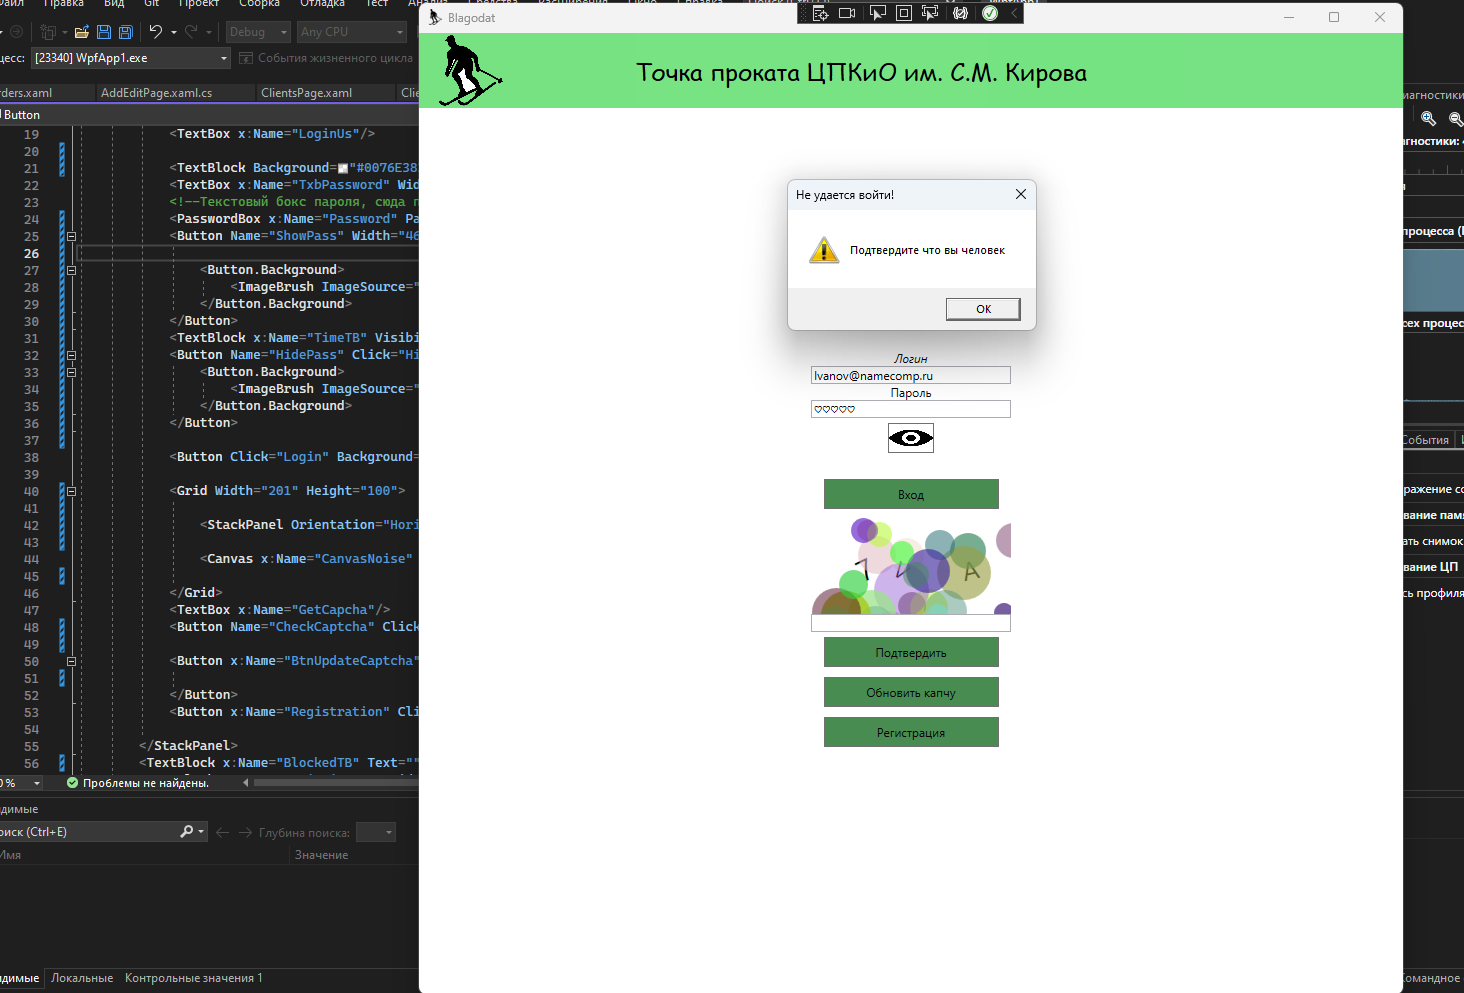 Файл Правка Вид Git Проект Сборка Отладка Тест
Debug Any CPU
цесс: [23340] WpfApp1.exe События жизненного цикла
rders.xaml AddEditPage.xaml.cs ClientsPage.xaml Clie
Button
19 <TextBox x:Name="LoginUs"/>
20
21 <TextBlock Background="#0076E38
22 <TextBox x:Name="TxbPassword" Wid
23 <!--Текстовый бокс пароля, сюда п
24 <PasswordBox x:Name="Password" Pa
25 <Button Name="ShowPass" Width="46
26
27 <Button.Background>
28 <ImageBrush ImageSource="
29 </Button.Background>
30 </Button>
31 <TextBlock x:Name="TimeTB" Visibi
32 <Button Name="HidePass" Click="Hi
33 <Button.Background>
34 <ImageBrush ImageSource="
35 </Button.Background>
36 </Button>
37
38 <Button Click="Login" Background=
39
40 <Grid Width="201" Height="100">
41
42 <StackPanel Orientation="Hori
43
44 <Canvas x:Name="CanvasNoise"
45
46 </Grid>
47 <TextBox x:Name="GetCapcha"/>
48 <Button Name="CheckCaptcha" Click
49
50 <Button x:Name="BtnUpdateCaptcha"
51
52 </Button>
53 <Button x:Name="Registration" Cli
54
55 </StackPanel>
56 <TextBlock x:Name="BlockedTB" Text=""
0 % Проблемы не найдены.
идимые
оиск (Ctrl+E) Глубина поиска:
Имя Значение
идимые Локальные Контрольные значения 1
Blagodat
Точка проката ЦПКиО им. С.М. Кирова
Не удается войти!
Подтвердите что вы человек
ОК
Логин
Ivanov@namecomp.ru
Пароль
♡♡♡♡♡
Вход
Подтвердить
Обновить капчу
Регистрация
иагностики
гностики:
процесса (
сех процес
События
ражение со
вание пам
ать снимок
вание ЦП
сь профиля
Командное